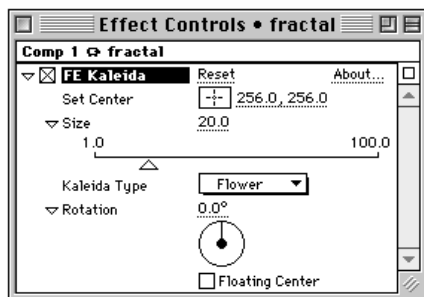 Effect Controls • fractal
Comp 1 fractal
FE Kaleida Reset About...
Set Center 256.0, 256.0
Size 20.0
1.0 100.0
Kaleida Type Flower
Rotation 0.0°
Floating Center